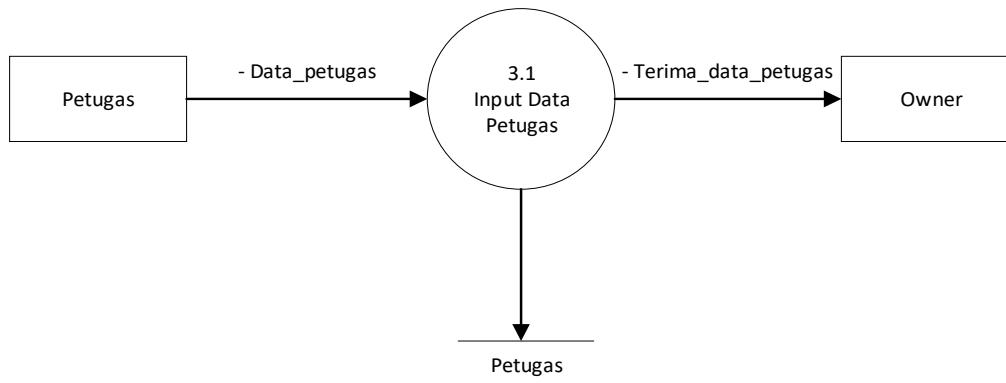 Petugas
- Data_petugas
3.1
Input Data
Petugas
- Terima_data_petugas
Owner
Petugas